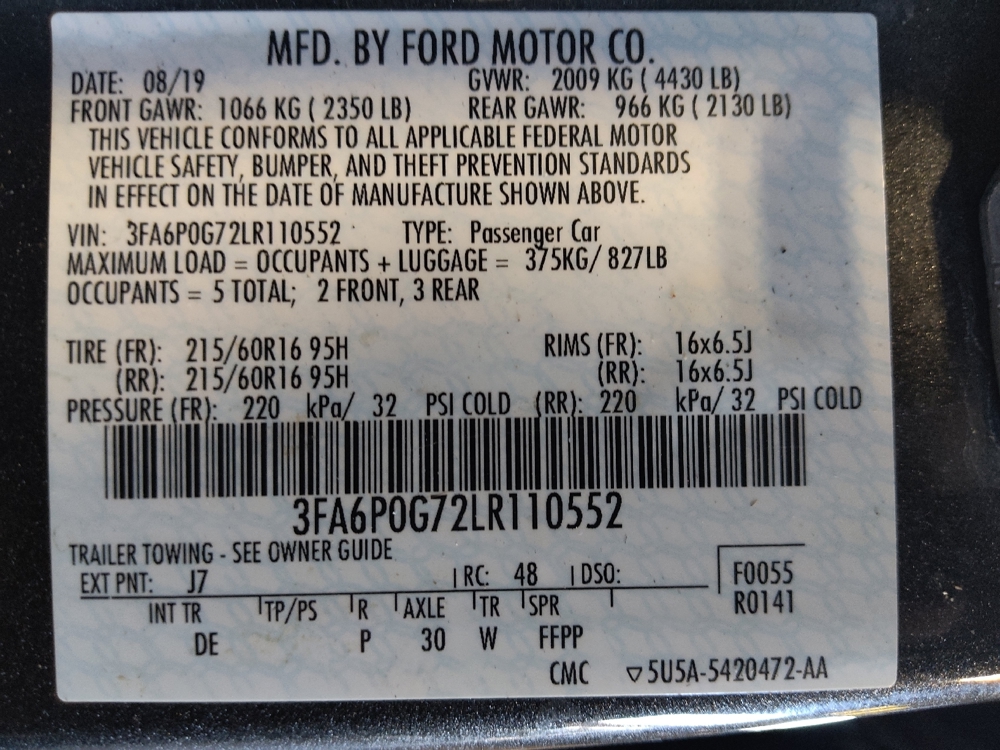 MFD. BY FORD MOTOR CO.
DATE: 08/19 GVWR: 2009 KG ( 4430 LB)
FRONT GAWR: 1066 KG ( 2350 LB) REAR GAWR: 966 KG ( 2130 LB)
THIS VEHICLE CONFORMS TO ALL APPLICABLE FEDERAL MOTOR
VEHICLE SAFETY, BUMPER, AND THEFT PREVENTION STANDARDS
IN EFFECT ON THE DATE OF MANUFACTURE SHOWN ABOVE.
VIN: 3FA6P0G72LR110552 TYPE: Passenger Car
MAXIMUM LOAD = OCCUPANTS + LUGGAGE = 375KG/ 827LB
OCCUPANTS = 5 TOTAL; 2 FRONT, 3 REAR
TIRE (FR): 215/60R16 95H RIMS (FR): 16x6.5J
(RR): 215/60R16 95H (RR): 16x6.5J
PRESSURE (FR): 220 kPa/ 32 PSI COLD (RR): 220 kPa/ 32 PSI COLD
3FA6P0G72LR110552
TRAILER TOWING - SEE OWNER GUIDE
EXT PNT: J7 RC: 48 DSO: F0055
INT TR TP/PS R AXLE TR SPR R0141
DE P 30 W FFPP
CMC ▽5U5A-5420472-AA